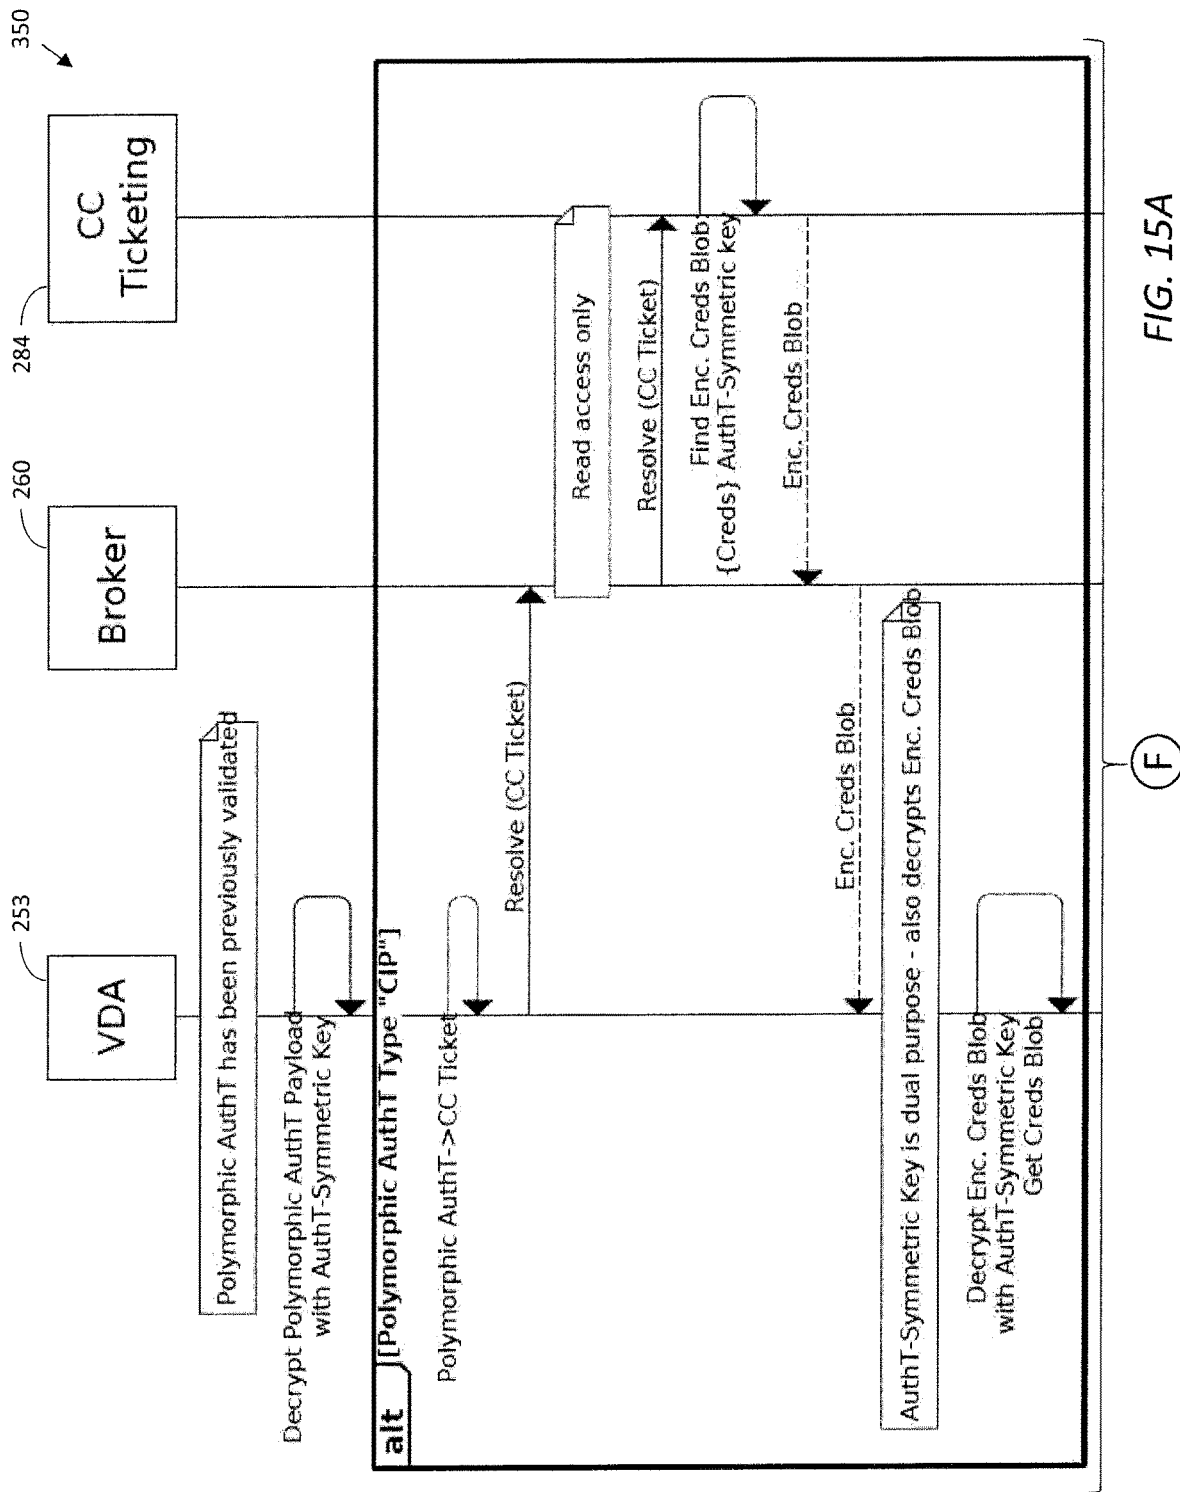 350
253
260
284
VDA
Broker
CC
Ticketing
Polymorphic AuthT has been previously validated
Decrypt Polymorphic AuthT Payload
with AuthT-Symmetric Key
alt
[Polymorphic AuthT Type "CIP"]
Polymorphic AuthT->CC Ticket
Resolve (CC Ticket)
Read access only
Resolve (CC Ticket)
Find Enc. Creds Blob
{Creds} AuthT-Symmetric key
Enc. Creds Blob
Enc. Creds Blob
AuthT-Symmetric Key is dual purpose - also decrypts Enc. Creds Blob
Decrypt Enc. Creds Blob
with AuthT-Symmetric Key
Get Creds Blob
F
FIG. 15A